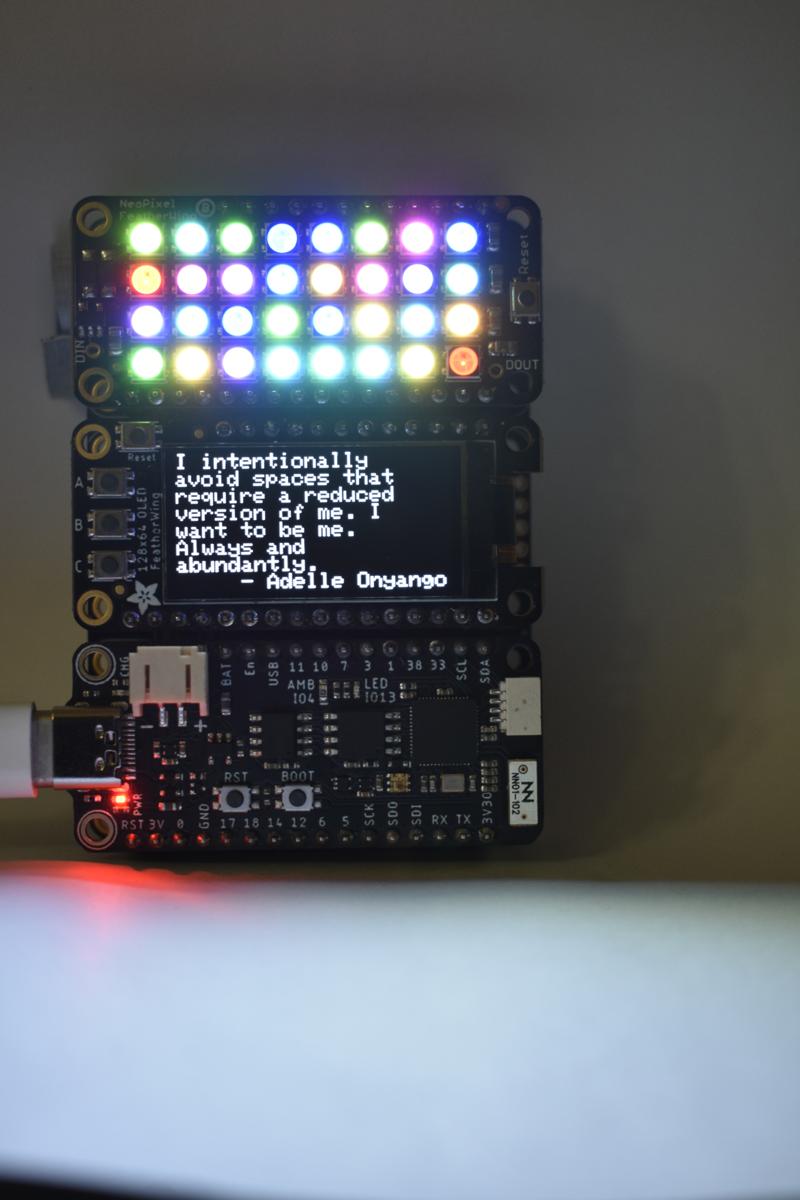 NeoPixel
FeatherWing B
Reset
DIN
DOUT
Reset
A
B
C
128x64 OLED
FeatherWing
I intentionally
avoid spaces that
require a reduced
version of me. I
want to be me.
Always and
abundantly.
- Adelle Onyango
CHG
BAT En USB 11 10 7 3 1 38 33 SCL SDA
AMB LED
IO4 IO13
- +
PWR
RST BOOT
NN01-102
RST 3V 0 GND 17 18 14 12 6 5 SCK SDO SDI RX TX 3V3O